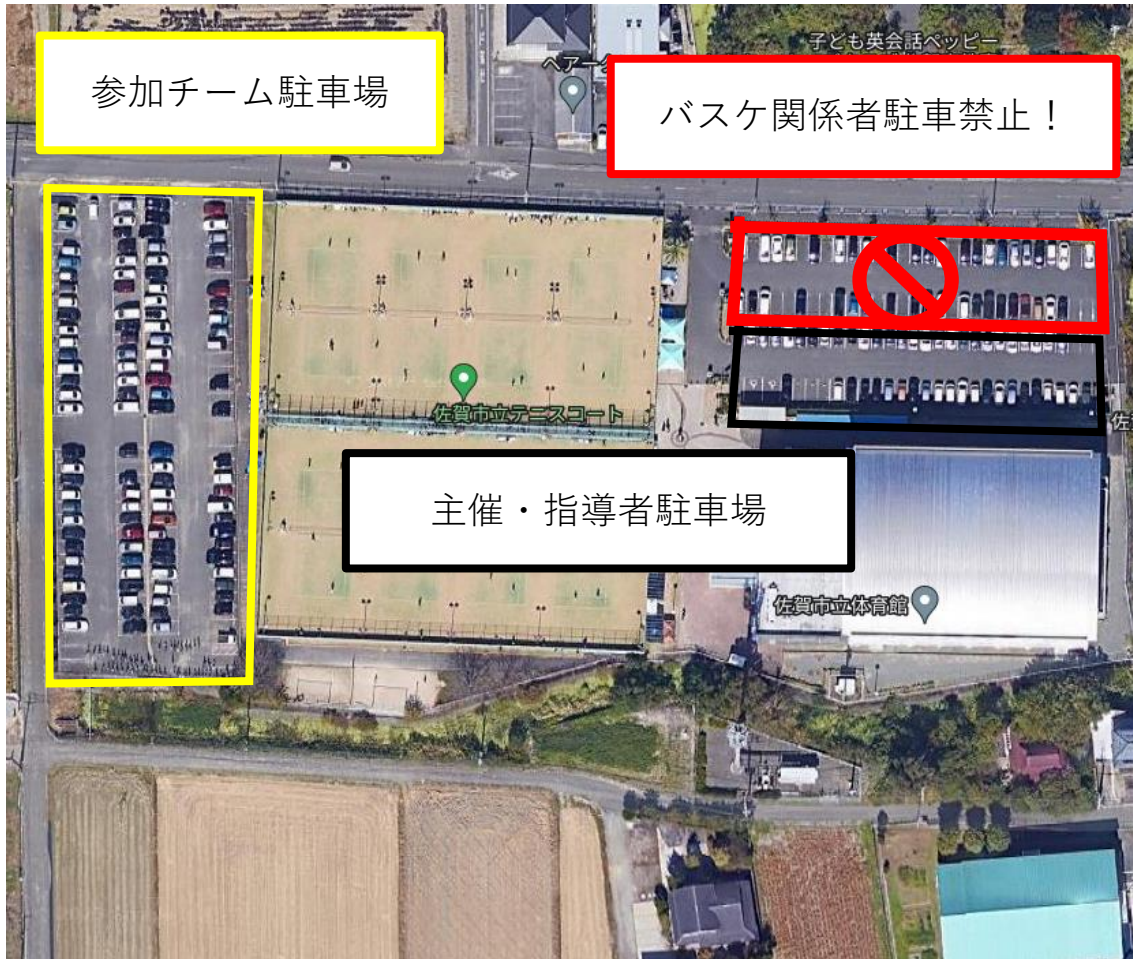 子ども英会話ペッピー
参加チーム駐車場
バスケ関係者駐車禁止！
佐賀市立テニスコート
主催・指導者駐車場
佐賀市立体育館